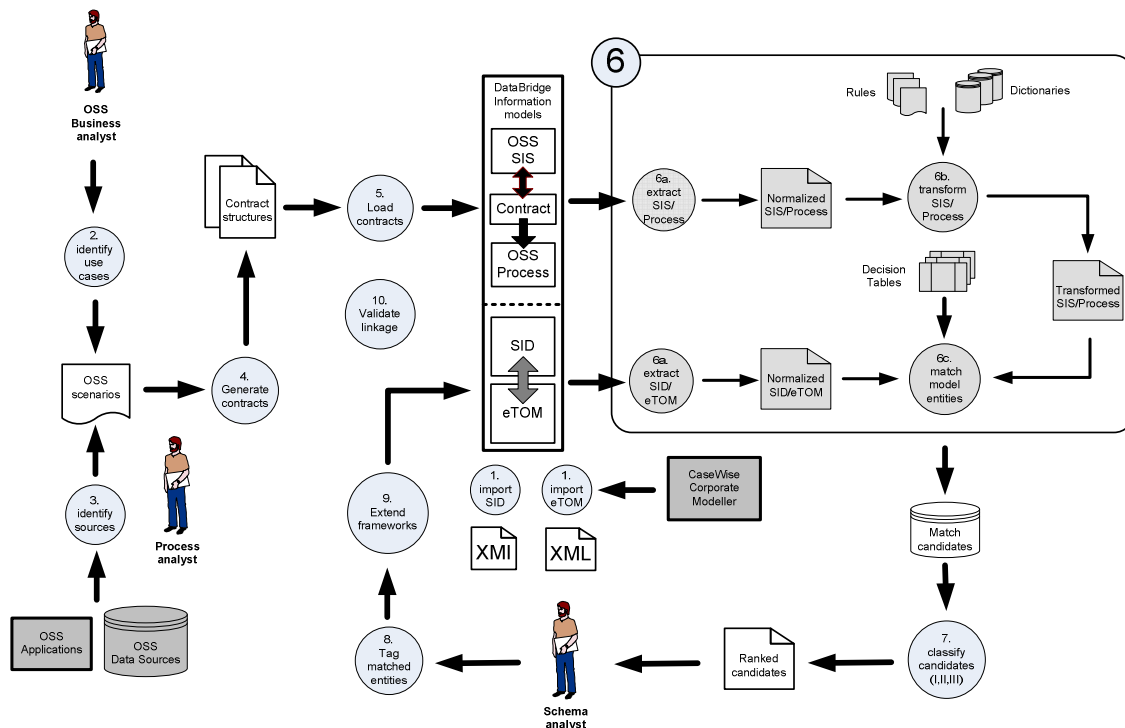 OSS
Business
analyst
2.
identify
use
cases
OSS
scenarios
3.
identify
sources
Process
analyst
OSS
Applications
OSS
Data Sources
4.
Generate
contracts
Contract
structures
5.
Load
contracts
10.
Validate
linkage
DataBridge
Information
models
OSS
SIS
Contract
OSS
Process
SID
eTOM
6
Rules
Dictionaries
6a.
extract
SIS/
Process
Normalized
SIS/Process
6b.
transform
SIS/
Process
Decision
Tables
Transformed
SIS/Process
6a.
extract
SID/
eTOM
Normalized
SID/eTOM
6c.
match
model
entities
1.
import
SID
1.
import
eTOM
CaseWise
Corporate
Modeller
XMI
XML
Match
candidates
7.
classify
candidates
(I,II,III)
Ranked
candidates
Schema
analyst
8.
Tag
matched
entities
9.
Extend
frameworks